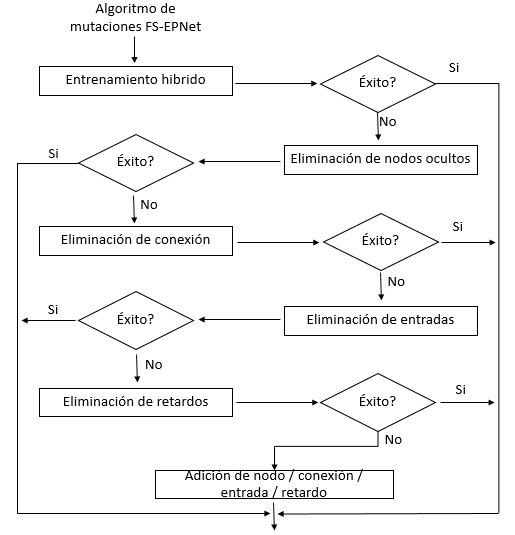 Algoritmo de
mutaciones FS-EPNet
Entrenamiento hibrido
Éxito?
Si
No
Eliminación de nodos ocultos
Éxito?
Si
No
Eliminación de conexión
Éxito?
Si
No
Eliminación de entradas
Éxito?
Si
No
Eliminación de retardos
Éxito?
Si
No
Adición de nodo / conexión /
entrada / retardo